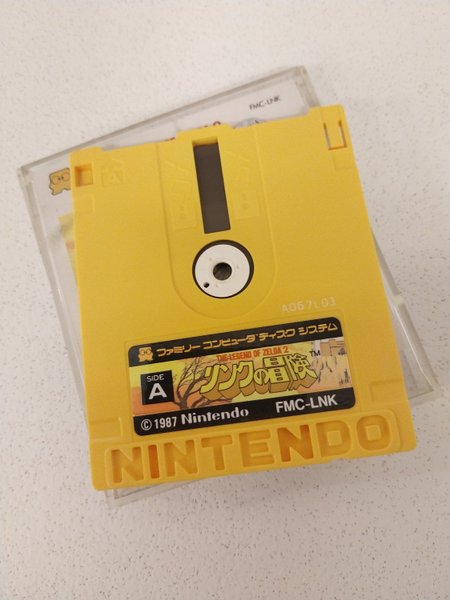 FMC-LNK
A
A067L03
ファミリー コンピュータ ディスク システム
THE LEGEND OF ZELDA 2
リンクの冒険 TM
SIDE
A
© 1987 Nintendo FMC-LNK
NINTENDO